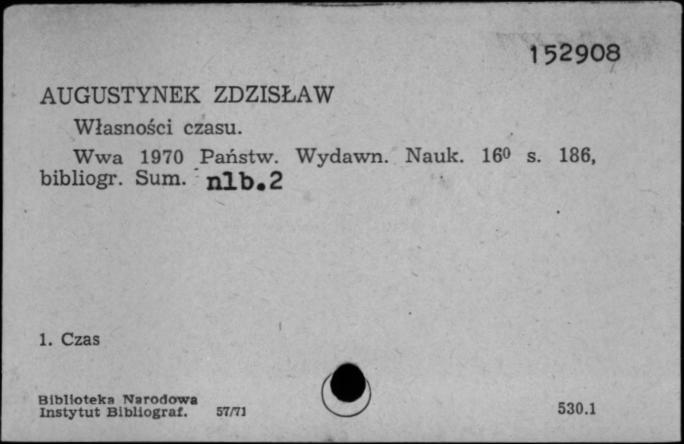 152908
AUGUSTYNEK ZDZISŁAW
Własności czasu.
Wwa 1970 Państw. Wydawn. Nauk. 16º s. 186,
bibliogr. Sum. nlb.2
1. Czas
Biblioteka Narodowa
Instytut Bibliograf. 57/71
530.1